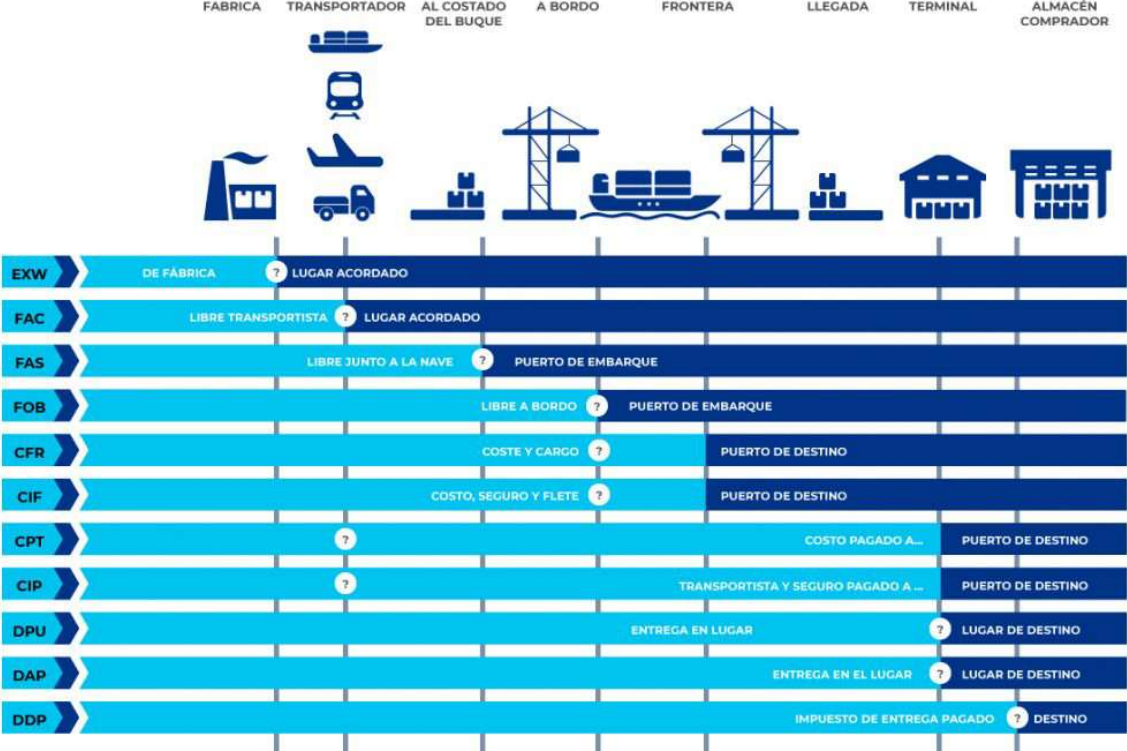 FABRICA TRANSPORTADOR AL COSTADO A BORDO FRONTERA LLEGADA TERMINAL ALMACÉN
DEL BUQUE COMPRADOR
EXW DE FÁBRICA ? LUGAR ACORDADO
FAC LIBRE TRANSPORTISTA ? LUGAR ACORDADO
FAS LIBRE JUNTO A LA NAVE ? PUERTO DE EMBARQUE
FOB LIBRE A BORDO ? PUERTO DE EMBARQUE
CFR COSTE Y CARGO ? PUERTO DE DESTINO
CIF COSTO, SEGURO Y FLETE ? PUERTO DE DESTINO
CPT ? COSTO PAGADO A... PUERTO DE DESTINO
CIP ? TRANSPORTISTA Y SEGURO PAGADO A ... PUERTO DE DESTINO
DPU ENTREGA EN LUGAR ? LUGAR DE DESTINO
DAP ENTREGA EN EL LUGAR ? LUGAR DE DESTINO
DDP IMPUESTO DE ENTREGA PAGADO ? DESTINO